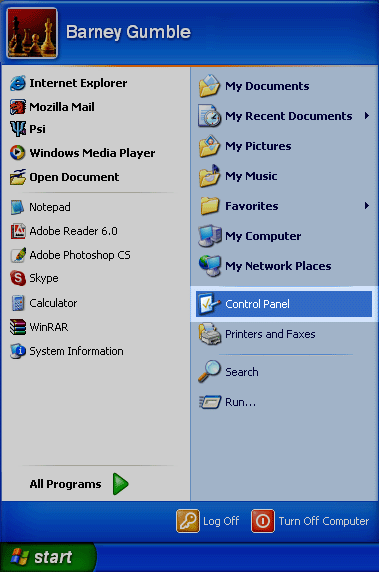 Barney Gumble
Internet Explorer
Mozilla Mail
Psi
Windows Media Player
Open Document
Notepad
Adobe Reader 6.0
Adobe Photoshop CS
Skype
Calculator
WinRAR
System Information
All Programs
My Documents
My Recent Documents
My Pictures
My Music
Favorites
My Computer
My Network Places
Control Panel
Printers and Faxes
Search
Run...
Log Off
Turn Off Computer
start